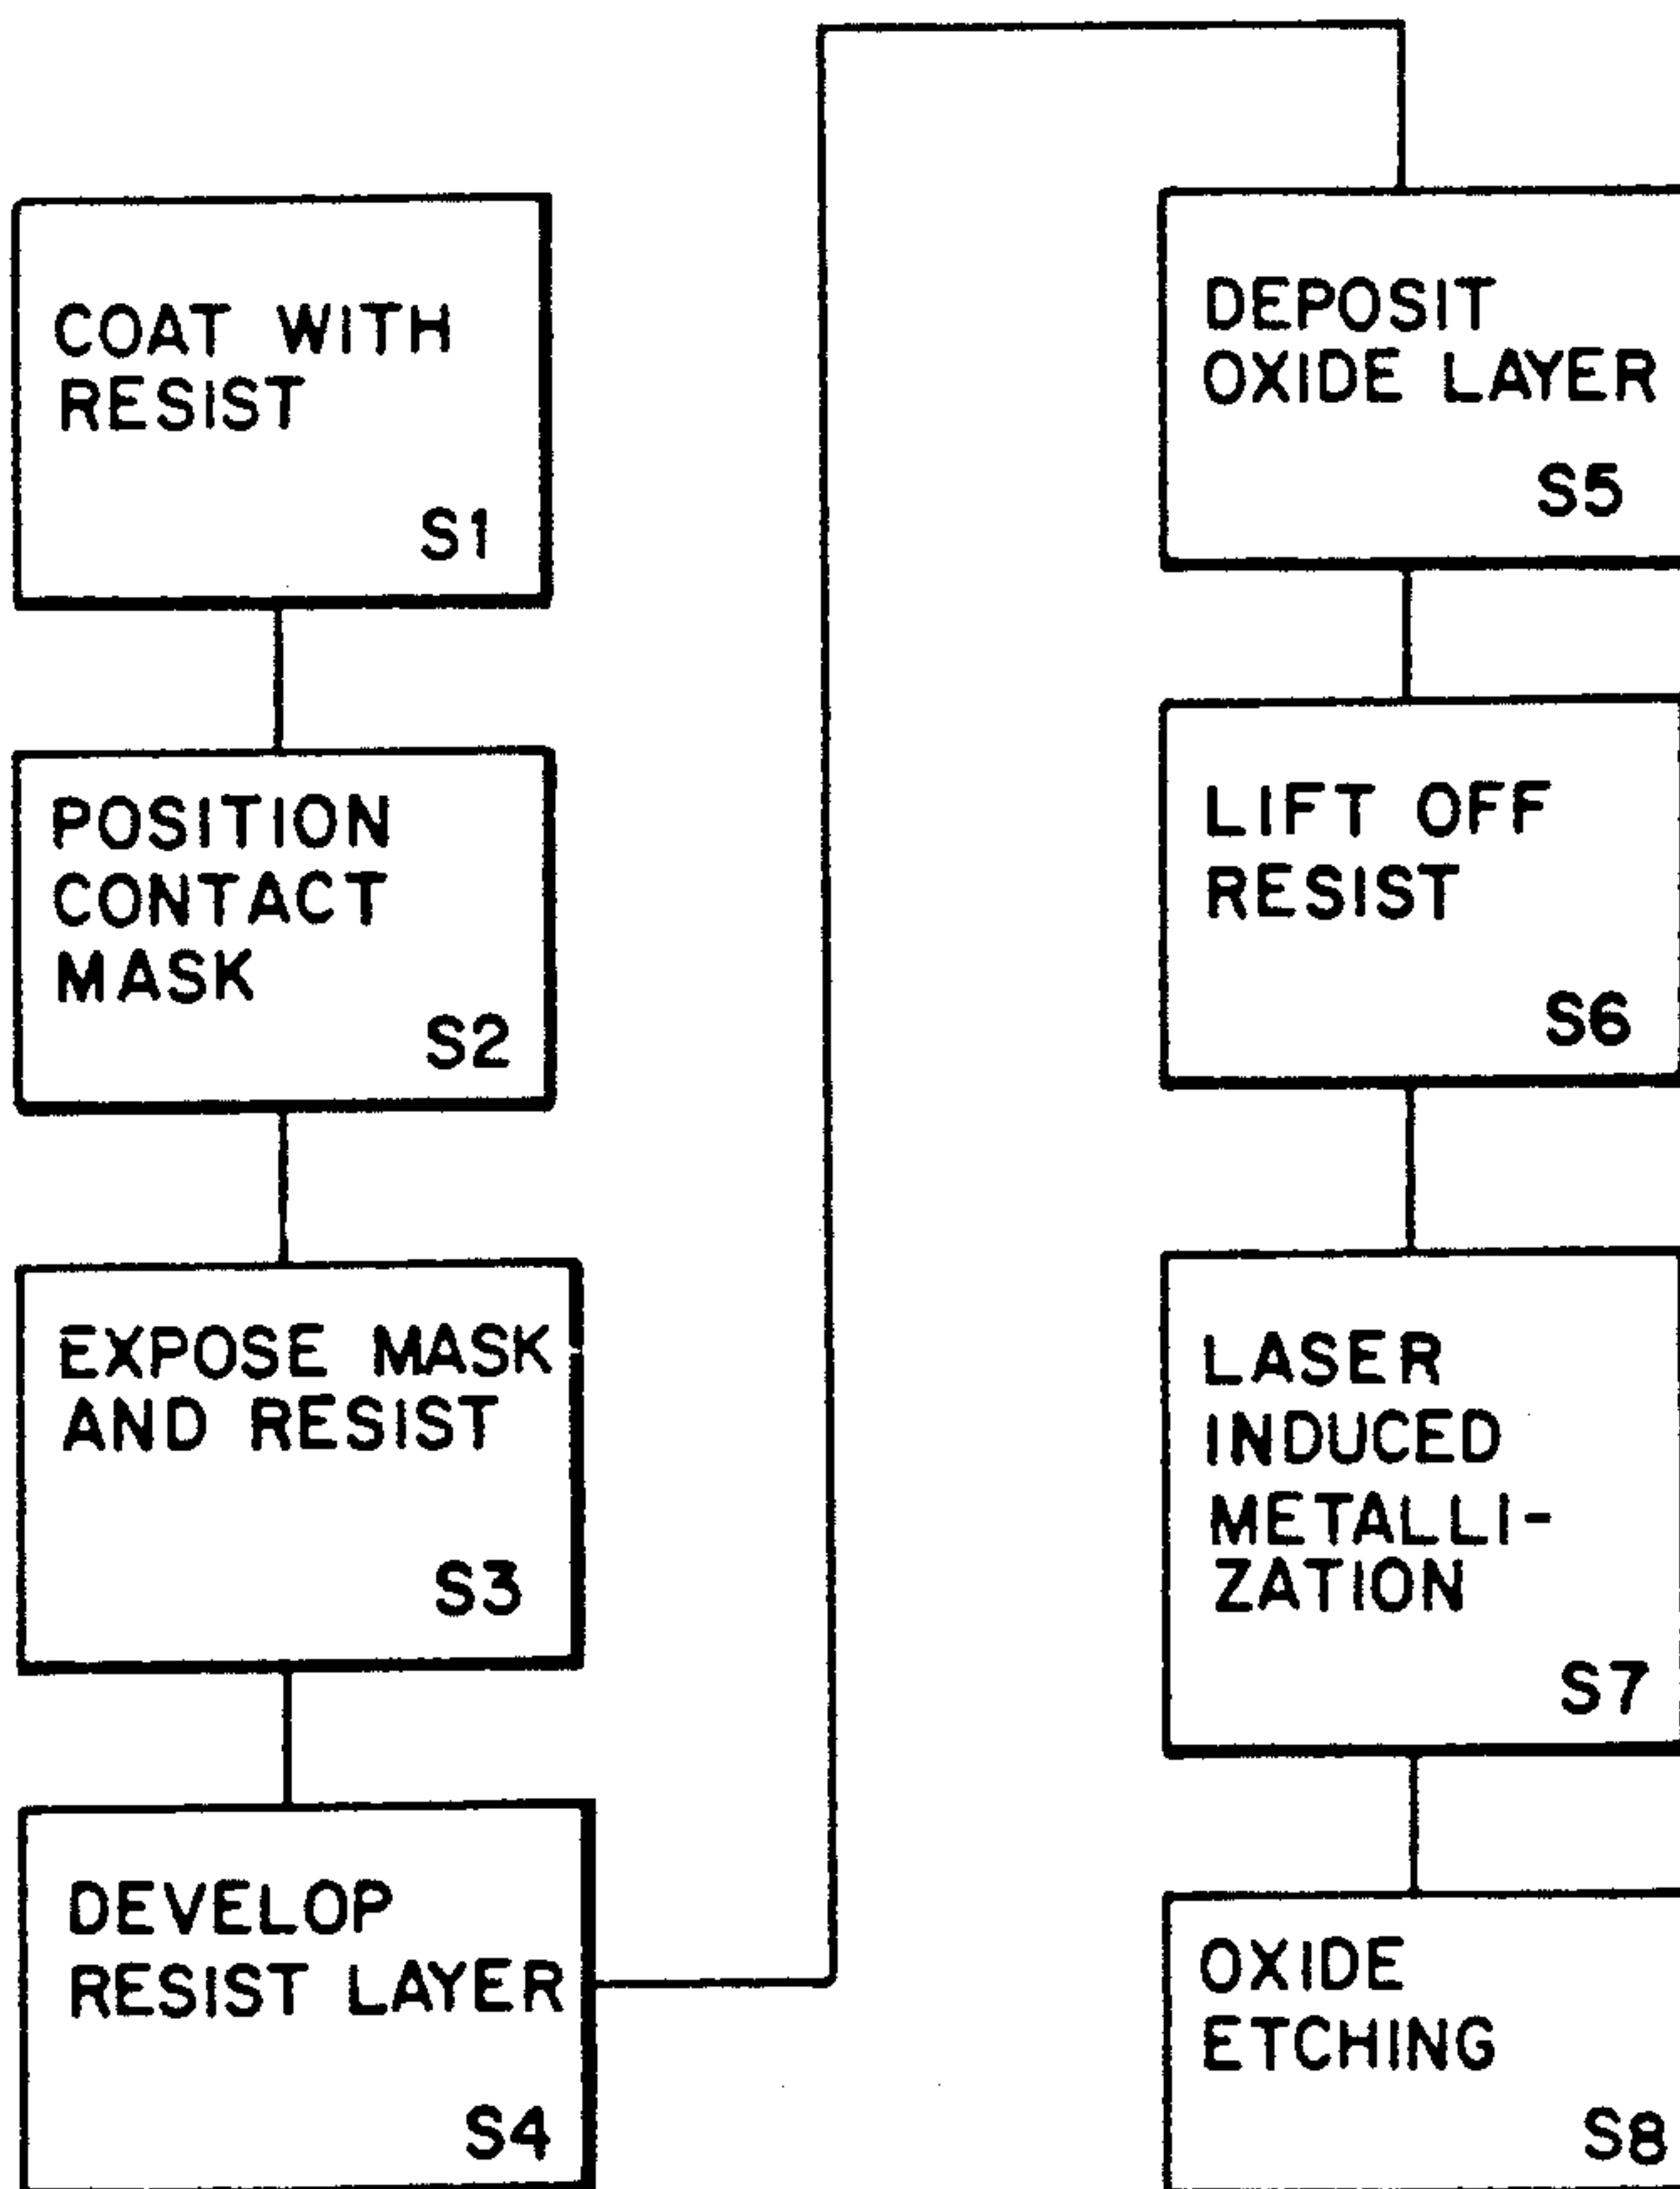 COAT WITH
RESIST
S1
POSITION
CONTACT
MASK
S2
EXPOSE MASK
AND RESIST
S3
DEVELOP
RESIST LAYER
S4
DEPOSIT
OXIDE LAYER
S5
LIFT OFF
RESIST
S6
LASER
INDUCED
METALLI-
ZATION
S7
OXIDE
ETCHING
S8